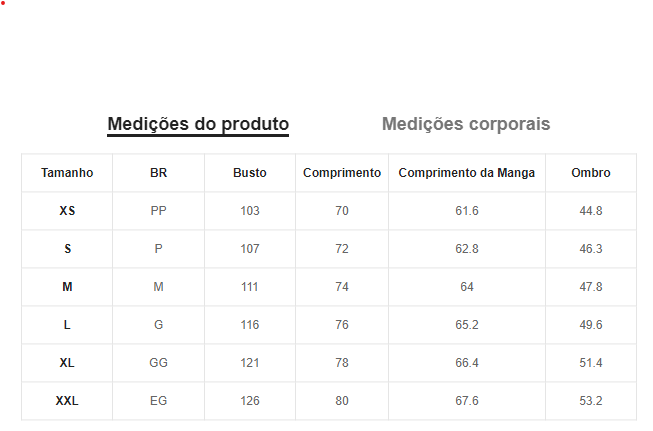 Medições do produto Medições corporais
Tamanho BR Busto Comprimento Comprimento da Manga Ombro
XS PP 103 70 61.6 44.8
S P 107 72 62.8 46.3
M M 111 74 64 47.8
L G 116 76 65.2 49.6
XL GG 121 78 66.4 51.4
XXL EG 126 80 67.6 53.2